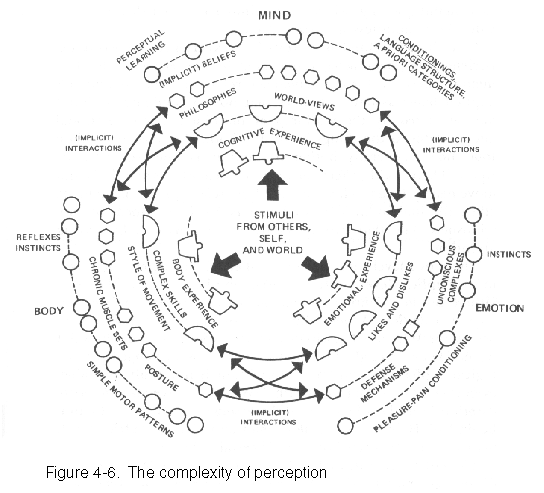 MIND
PERCEPTUAL
LEARNING
(IMPLICIT) BELIEFS
CONDITIONINGS,
LANGUAGE STRUCTURE,
A PRIORI CATEGORIES
PHILOSOPHIES
WORLD-VIEWS
COGNITIVE EXPERIENCE
(IMPLICIT)
INTERACTIONS
(IMPLICIT)
INTERACTIONS
STIMULI
FROM OTHERS,
SELF,
AND WORLD
REFLEXES
INSTINCTS
BODY
CHRONIC MUSCLE SETS
STYLE OF MOVEMENT
COMPLEX SKILLS
BODY EXPERIENCE
EMOTIONAL EXPERIENCE
LIKES AND DISLIKES
UNCONSCIOUS
COMPLEXES
INSTINCTS
EMOTION
SIMPLE MOTOR PATTERNS
POSTURE
DEFENSE
MECHANISMS
PLEASURE-PAIN CONDITIONING
(IMPLICIT)
INTERACTIONS
Figure 4-6. The complexity of perception